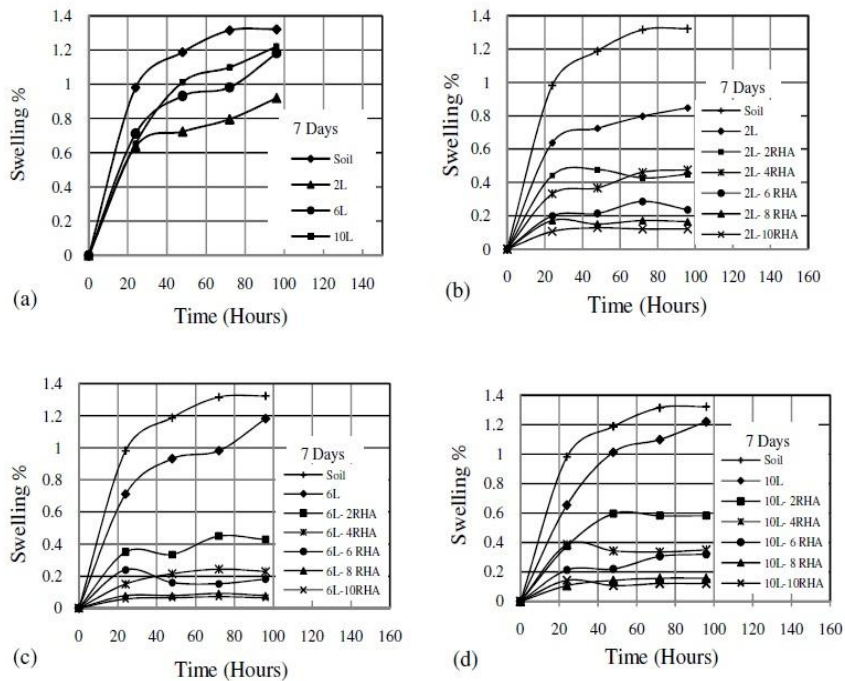 1.4
1.2
1
0.8
0.6
0.4
0.2
0
Swelling %
7 Days
Soil
2L
6L
10L
0 20 40 60 80 100 120 140
Time (Hours)
(a)
1.4
1.2
1
0.8
0.6
0.4
0.2
0
Swelling %
7 Days
Soil
2L
2L- 2RHA
2L- 4RHA
2L- 6 RHA
2L- 8 RHA
2L-10RHA
0 20 40 60 80 100 120 140 160
Time (Hours)
(b)
1.4
1.2
1
0.8
0.6
0.4
0.2
0
Swelling %
7 Days
Soil
6L
6L- 2RHA
6L- 4RHA
6L- 6 RHA
6L- 8 RHA
6L-10RHA
0 20 40 60 80 100 120 140 160
Time (Hours)
(c)
1.4
1.2
1
0.8
0.6
0.4
0.2
0
Swelling %
7 Days
Soil
10L
10L- 2RHA
10L- 4RHA
10L- 6 RHA
10L- 8 RHA
10L-10RHA
0 20 40 60 80 100 120 140 160
Time (Hours)
(d)